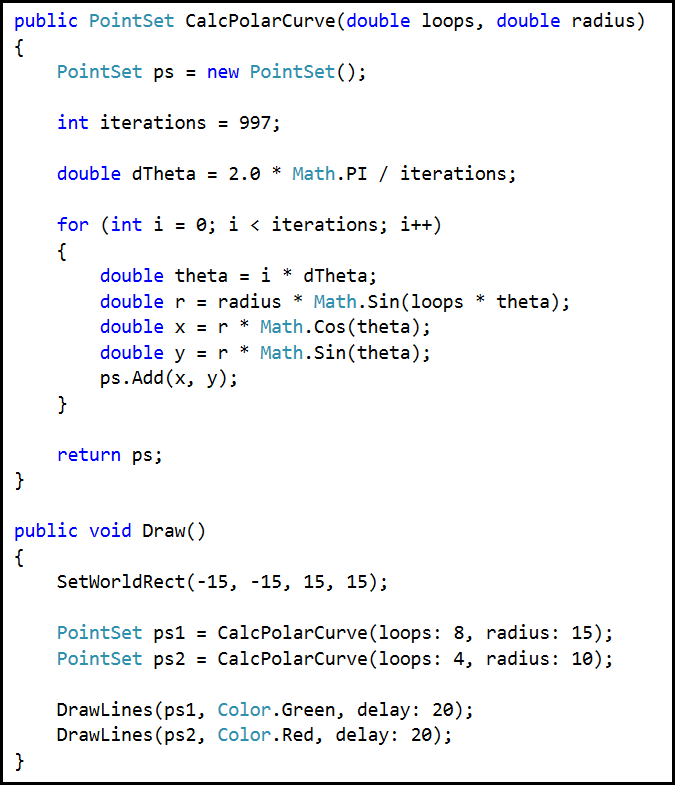 public PointSet CalcPolarCurve(double loops, double radius)
{
    PointSet ps = new PointSet();

    int iterations = 997;

    double dTheta = 2.0 * Math.PI / iterations;

    for (int i = 0; i < iterations; i++)
    {
        double theta = i * dTheta;
        double r = radius * Math.Sin(loops * theta);
        double x = r * Math.Cos(theta);
        double y = r * Math.Sin(theta);
        ps.Add(x, y);
    }

    return ps;
}

public void Draw()
{
    SetWorldRect(-15, -15, 15, 15);

    PointSet ps1 = CalcPolarCurve(loops: 8, radius: 15);
    PointSet ps2 = CalcPolarCurve(loops: 4, radius: 10);

    DrawLines(ps1, Color.Green, delay: 20);
    DrawLines(ps2, Color.Red, delay: 20);
}